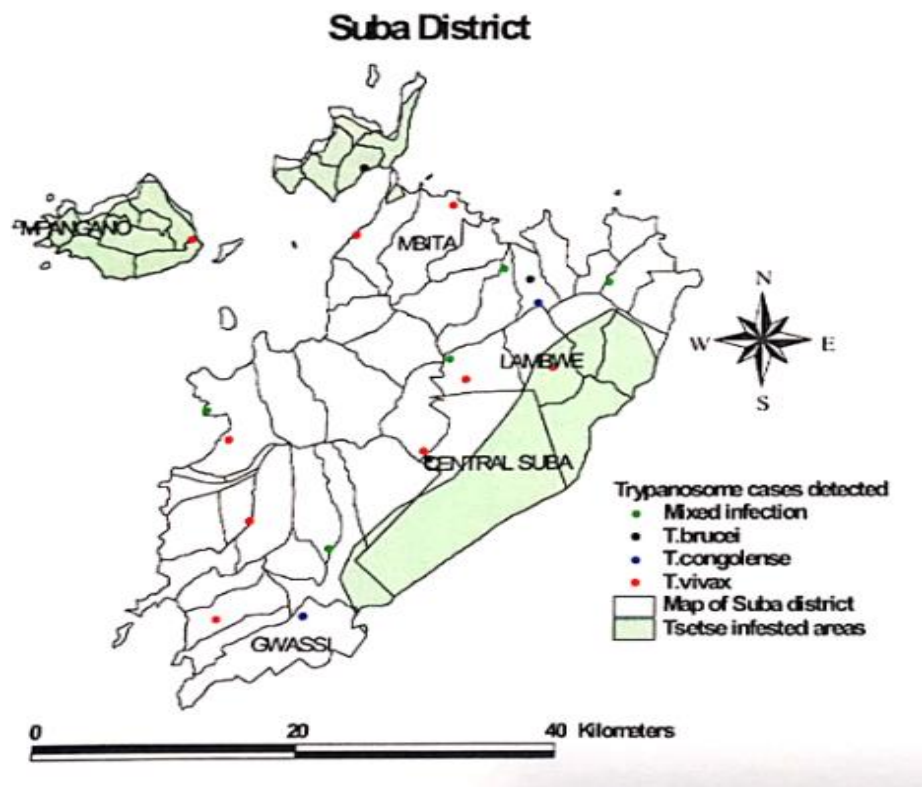 Suba District
MPANGANO
MBITA
N
W E
S
LAMBWE
CENTRAL SUBA
Trypanosome cases detected
Mixed infection
T.brucei
T.congolense
T.vivax
Map of Suba district
Tsetse infested areas
GWASSI
0 20 40 Kilometers